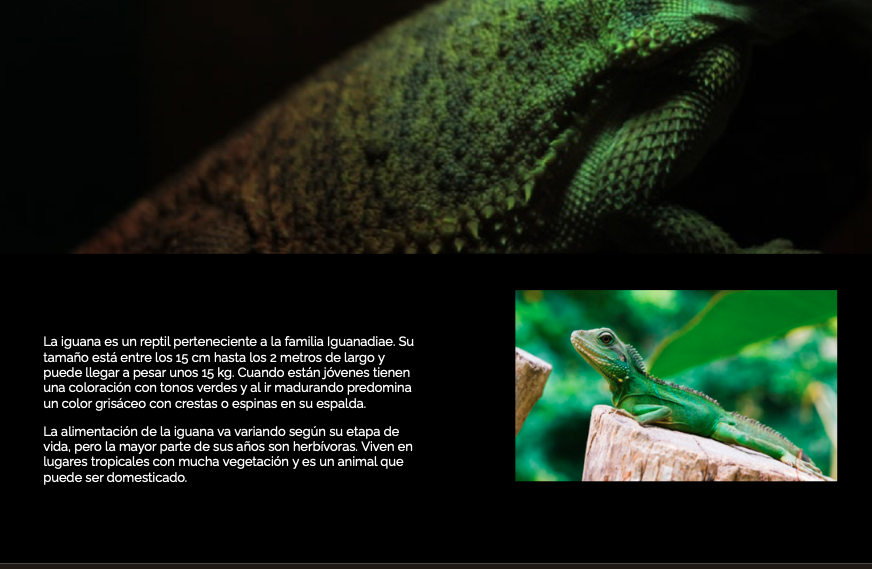 La iguana es un reptil perteneciente a la familia Iguanadiae. Su
tamaño está entre los 15 cm hasta los 2 metros de largo y
puede llegar a pesar unos 15 kg. Cuando están jóvenes tienen
una coloración con tonos verdes y al ir madurando predomina
un color grisáceo con crestas o espinas en su espalda.
La alimentación de la iguana va variando según su etapa de
vida, pero la mayor parte de sus años son herbívoras. Viven en
lugares tropicales con mucha vegetación y es un animal que
puede ser domesticado.